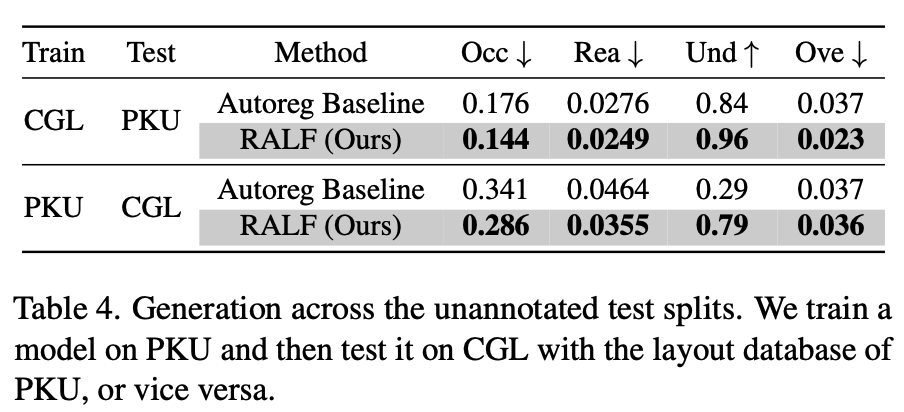 Train Test Method Occ ↓ Rea ↓ Und ↑ Ove ↓
CGL PKU Autoreg Baseline 0.176 0.0276 0.84 0.037
RALF (Ours) 0.144 0.0249 0.96 0.023
PKU CGL Autoreg Baseline 0.341 0.0464 0.29 0.037
RALF (Ours) 0.286 0.0355 0.79 0.036
Table 4. Generation across the unannotated test splits. We train a
model on PKU and then test it on CGL with the layout database of
PKU, or vice versa.